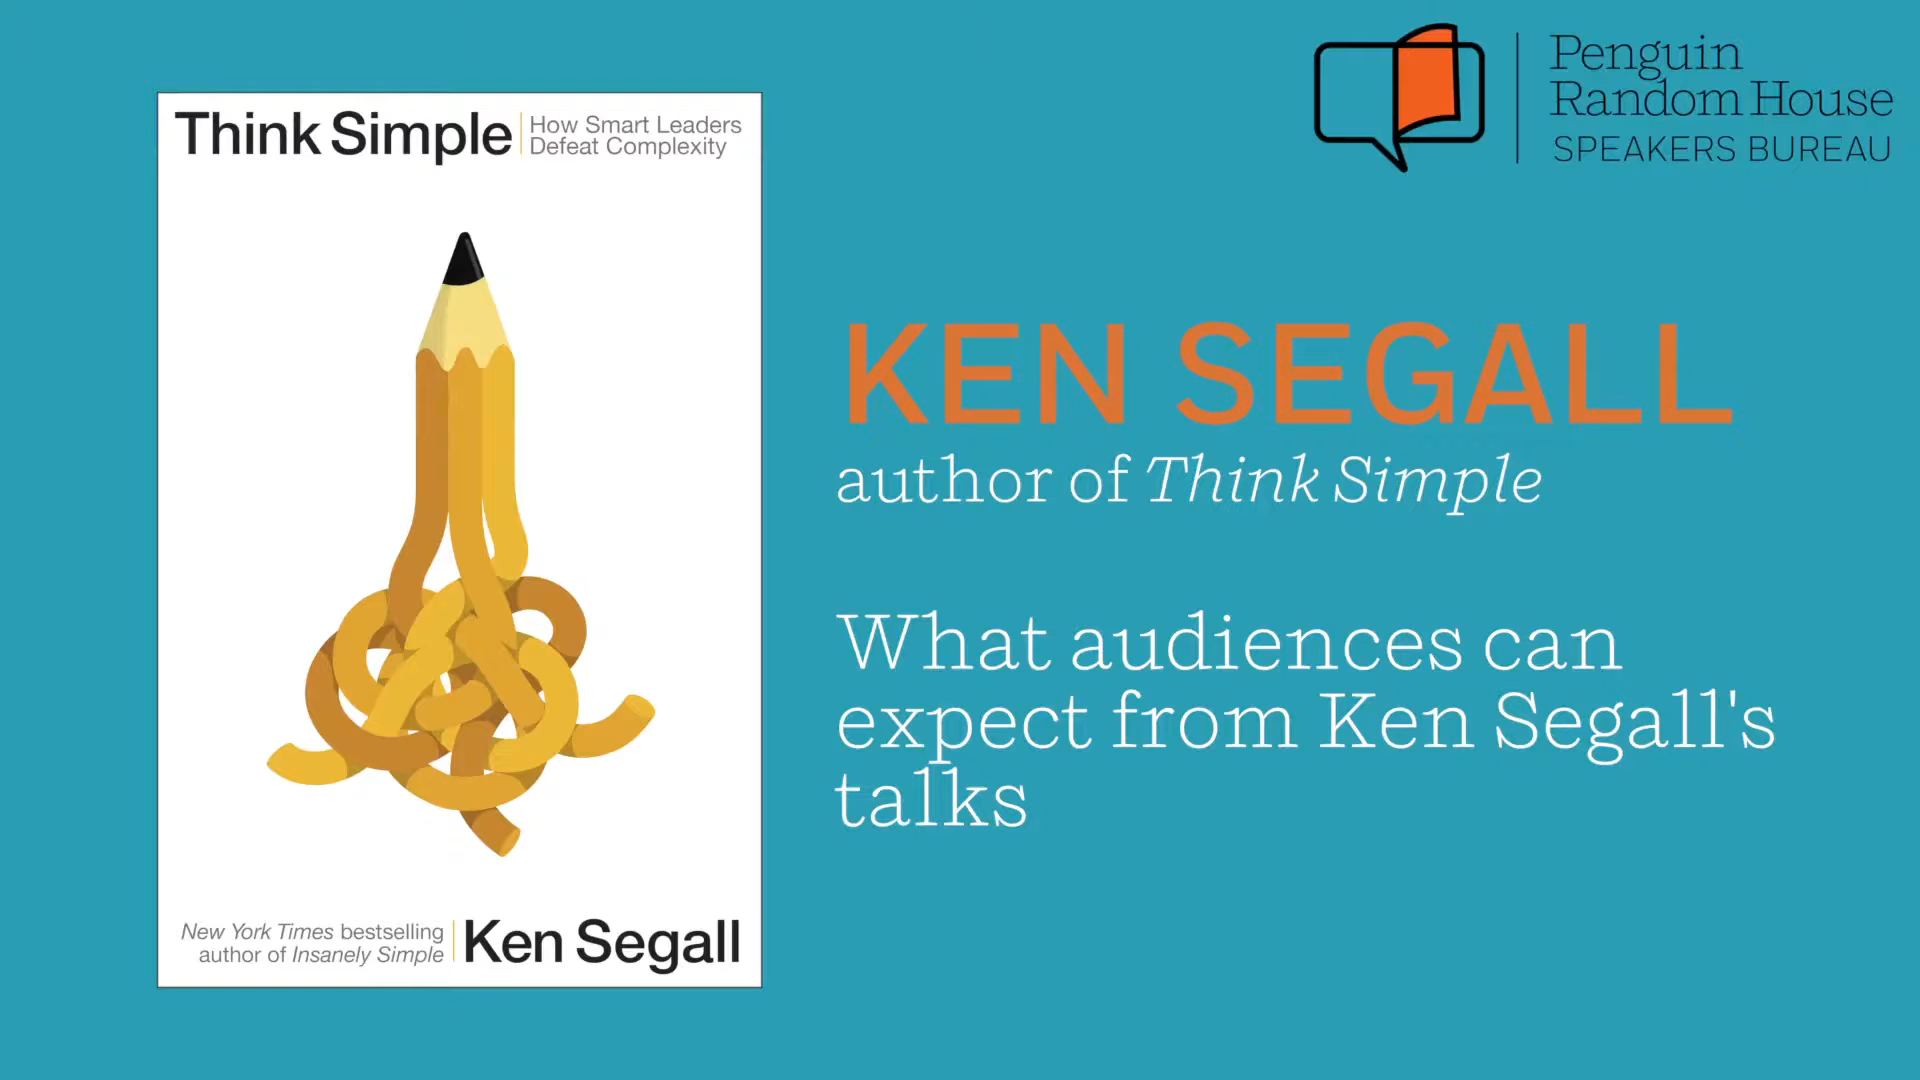 Think Simple
How Smart Leaders
Defeat Complexity
New York Times bestselling
author of Insanely Simple
Ken Segall
Penguin
Random House
SPEAKERS BUREAU
KEN SEGALL
author of Think Simple
What audiences can
expect from Ken Segall's
talks